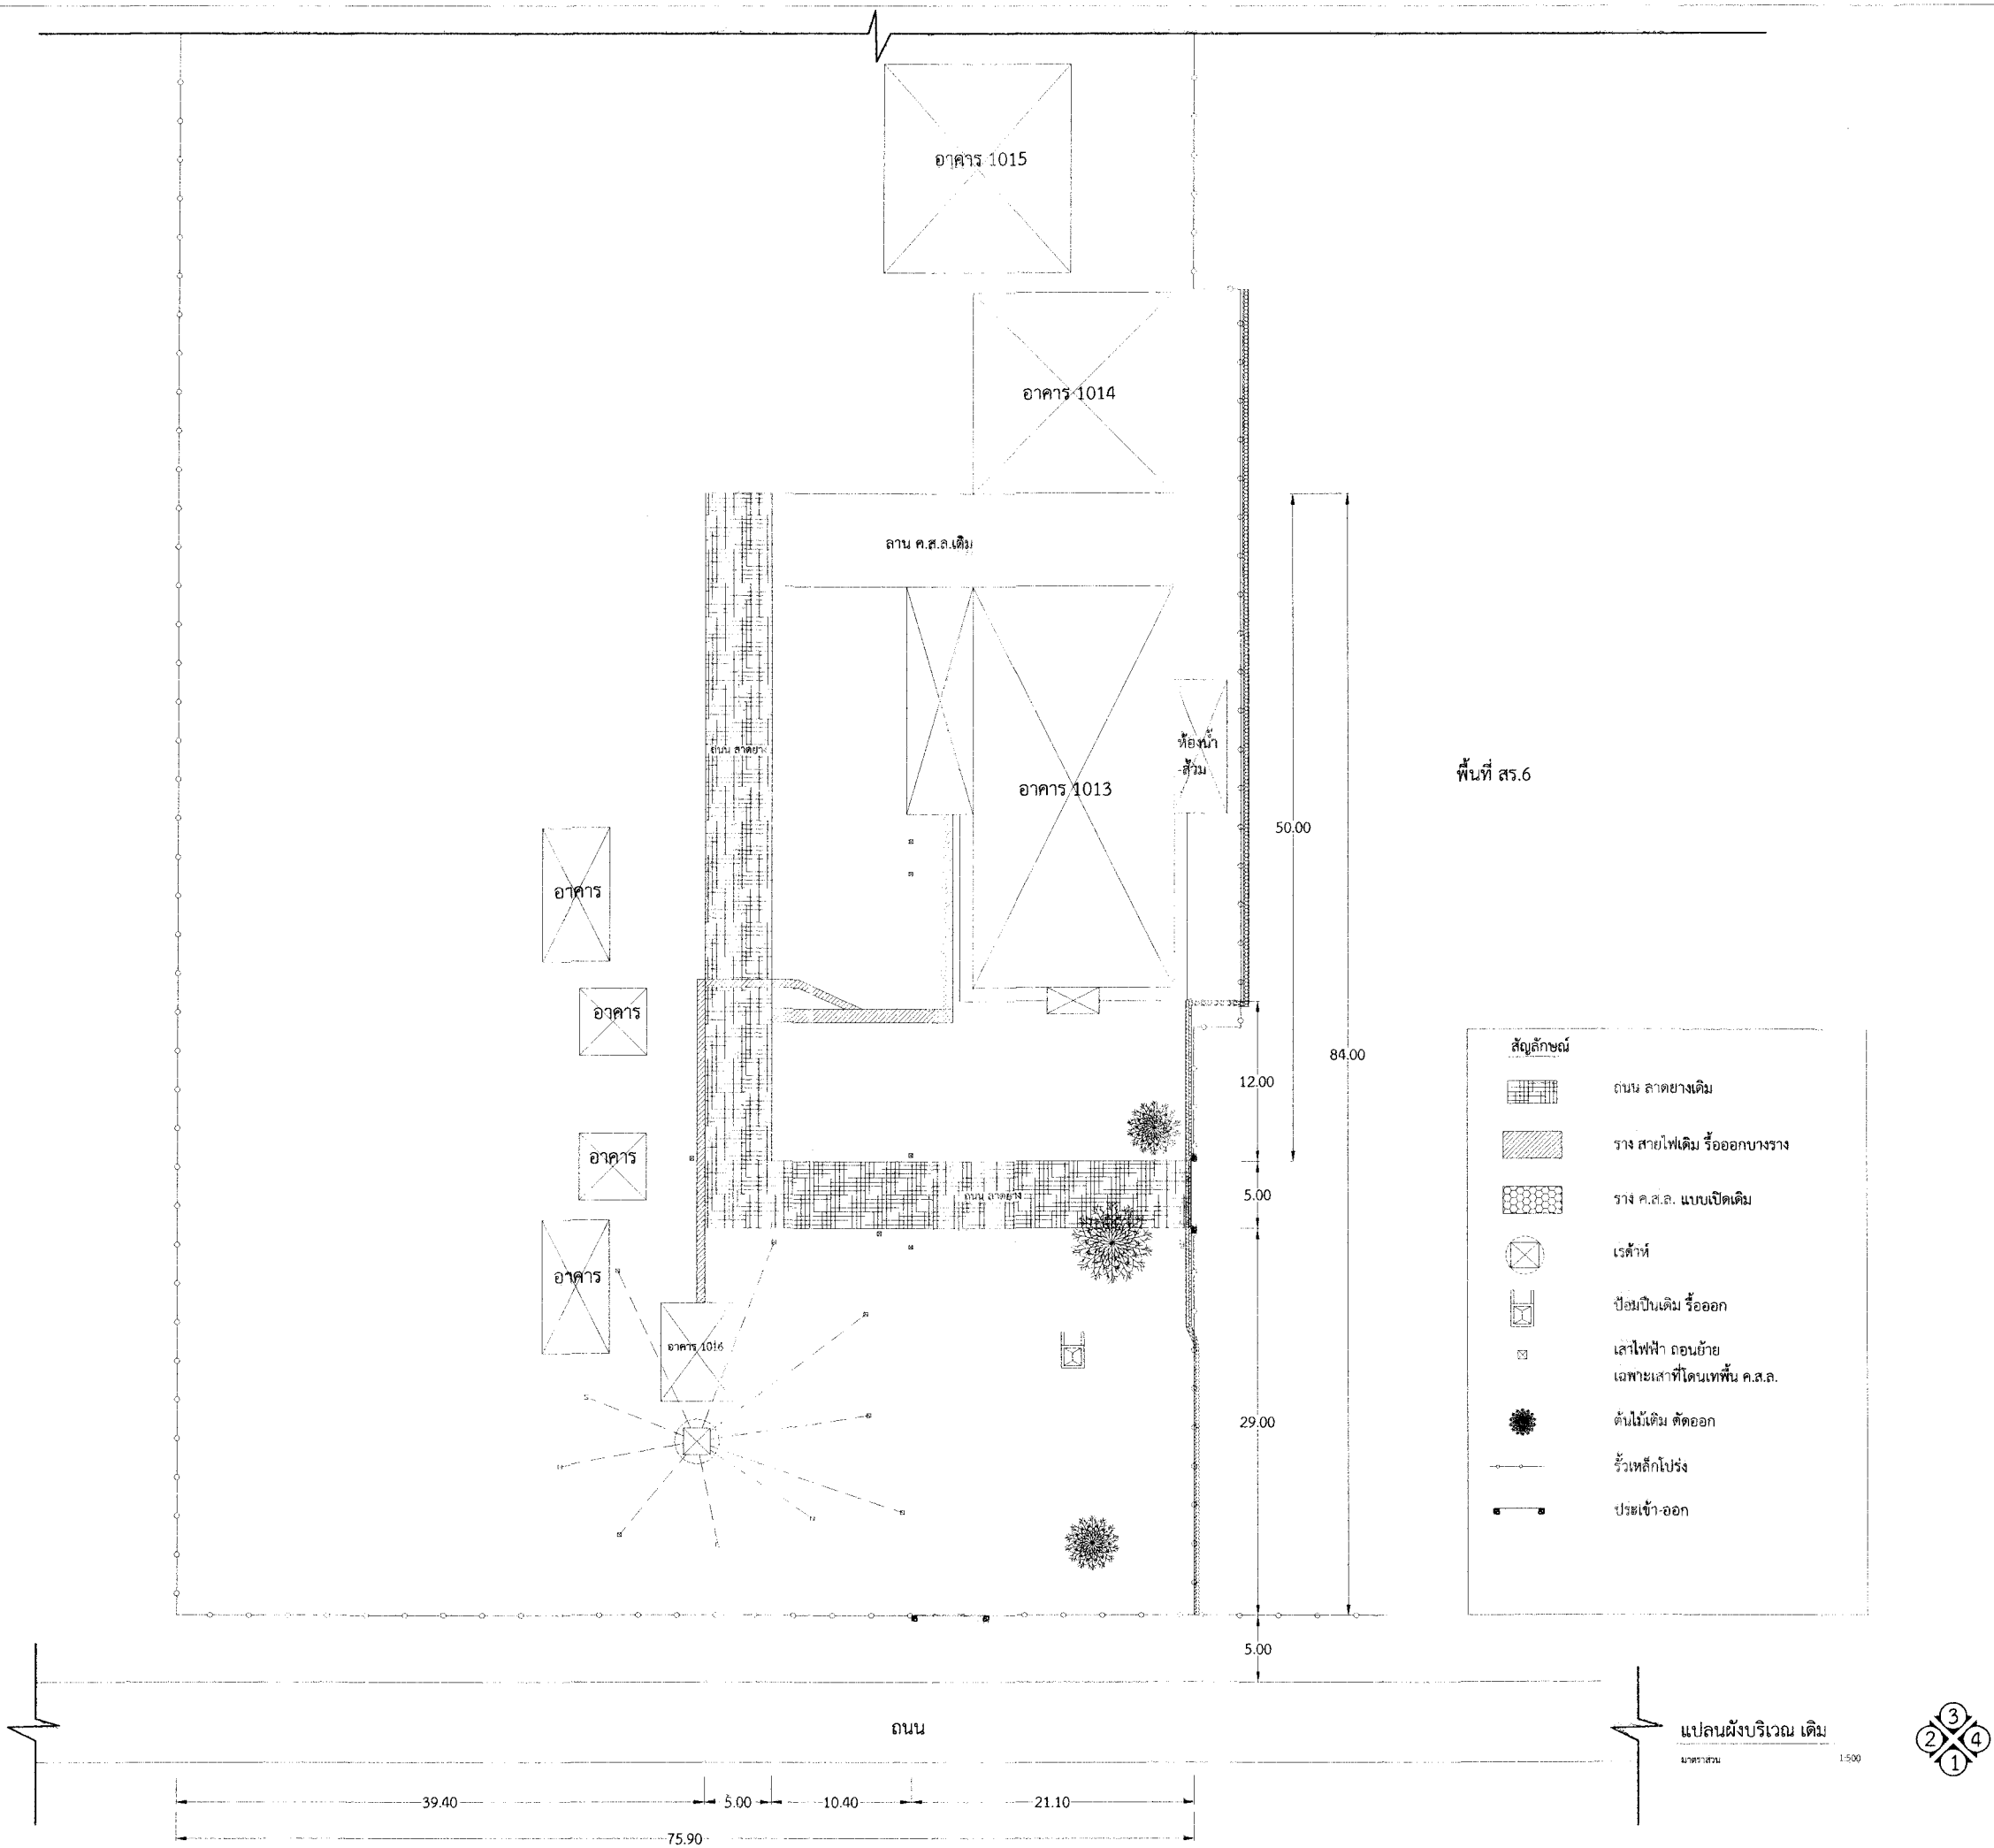 อาคาร 1015
อาคาร 1014
ลาน ค.ส.ล.เดิม
ถนน ลาดยาง
ห้องน้ำ
-ส้วม
อาคาร 1013
พื้นที่ สร.6
50.00
อาคาร
อาคาร
84.00
12.00
อาคาร
5.00
ถนน ลาดยาง
อาคาร
อาคาร 1016
29.00
5.00
สัญลักษณ์
ถนน ลาดยางเดิม
ราง สายไฟเดิม รื้อออกบางราง
ราง ค.ส.ล. แบบเปิดเดิม
เรด้าห์
ป้อมปืนเดิม รื้อออก
เสาไฟฟ้า ถอนย้าย
เฉพาะเสาที่โดนเทพื้น ค.ส.ล.
ต้นไม้เดิม ตัดออก
รั้วเหล็กโปร่ง
ประเข้า-ออก
ถนน
แปลนผังบริเวณ เดิม
มาตราส่วน 1:500
3
2 4
1
39.40 5.00 10.40 21.10
75.90